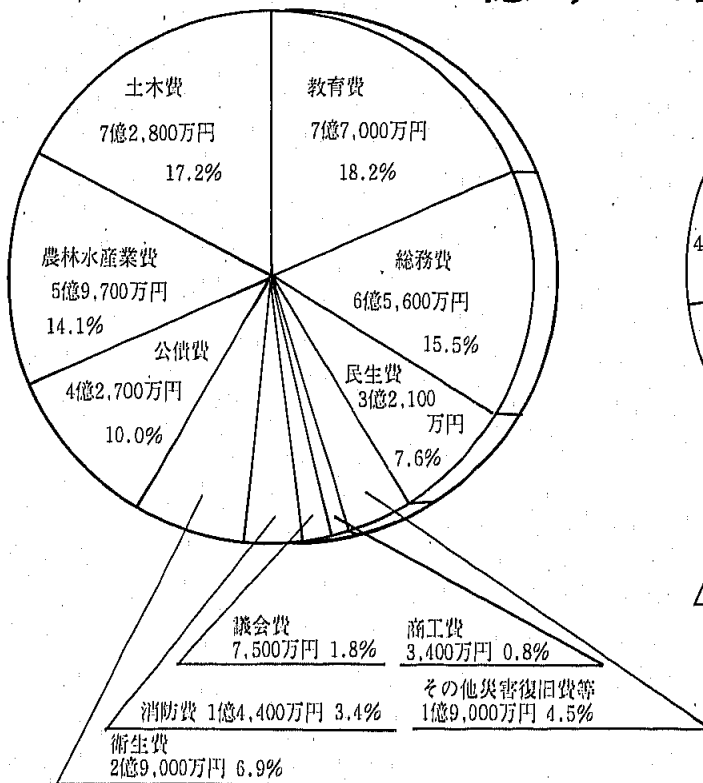 土木費
7億2,800万円
17.2%
教育費
7億7,000万円
18.2%
農林水産業費
5億9,700万円
14.1%
総務費
6億5,600万円
15.5%
公債費
4億2,700万円
10.0%
民生費
3億2,100
万円
7.6%
4
議会費
7,500万円 1.8%
商工費
3,400万円 0.8%
消防費 1億4,400万円 3.4%
その他災害復旧費等
1億9,000万円 4.5%
衛生費
2億9,000万円 6.9%